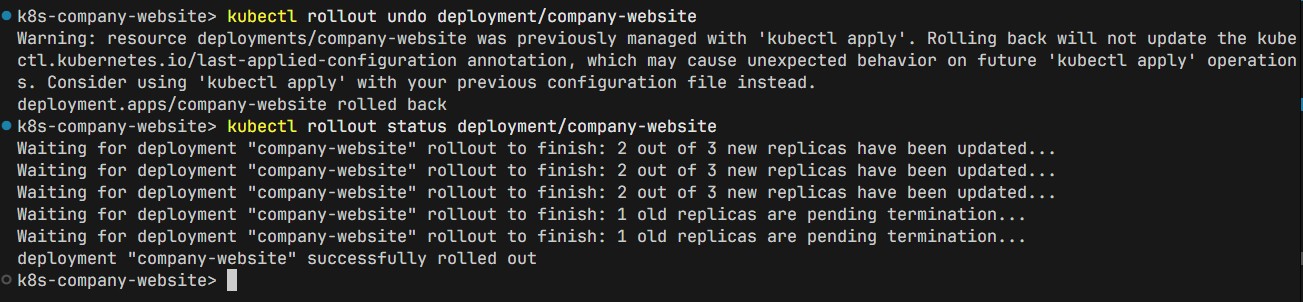 k8s-company-website> kubectl rollout undo deployment/company-website
Warning: resource deployments/company-website was previously managed with 'kubectl apply'. Rolling back will not update the kube
ctl.kubernetes.io/last-applied-configuration annotation, which may cause unexpected behavior on future 'kubectl apply' operation
s. Consider using 'kubectl apply' with your previous configuration file instead.
deployment.apps/company-website rolled back
k8s-company-website> kubectl rollout status deployment/company-website
Waiting for deployment "company-website" rollout to finish: 2 out of 3 new replicas have been updated...
Waiting for deployment "company-website" rollout to finish: 2 out of 3 new replicas have been updated...
Waiting for deployment "company-website" rollout to finish: 2 out of 3 new replicas have been updated...
Waiting for deployment "company-website" rollout to finish: 1 old replicas are pending termination...
Waiting for deployment "company-website" rollout to finish: 1 old replicas are pending termination...
deployment "company-website" successfully rolled out
k8s-company-website>